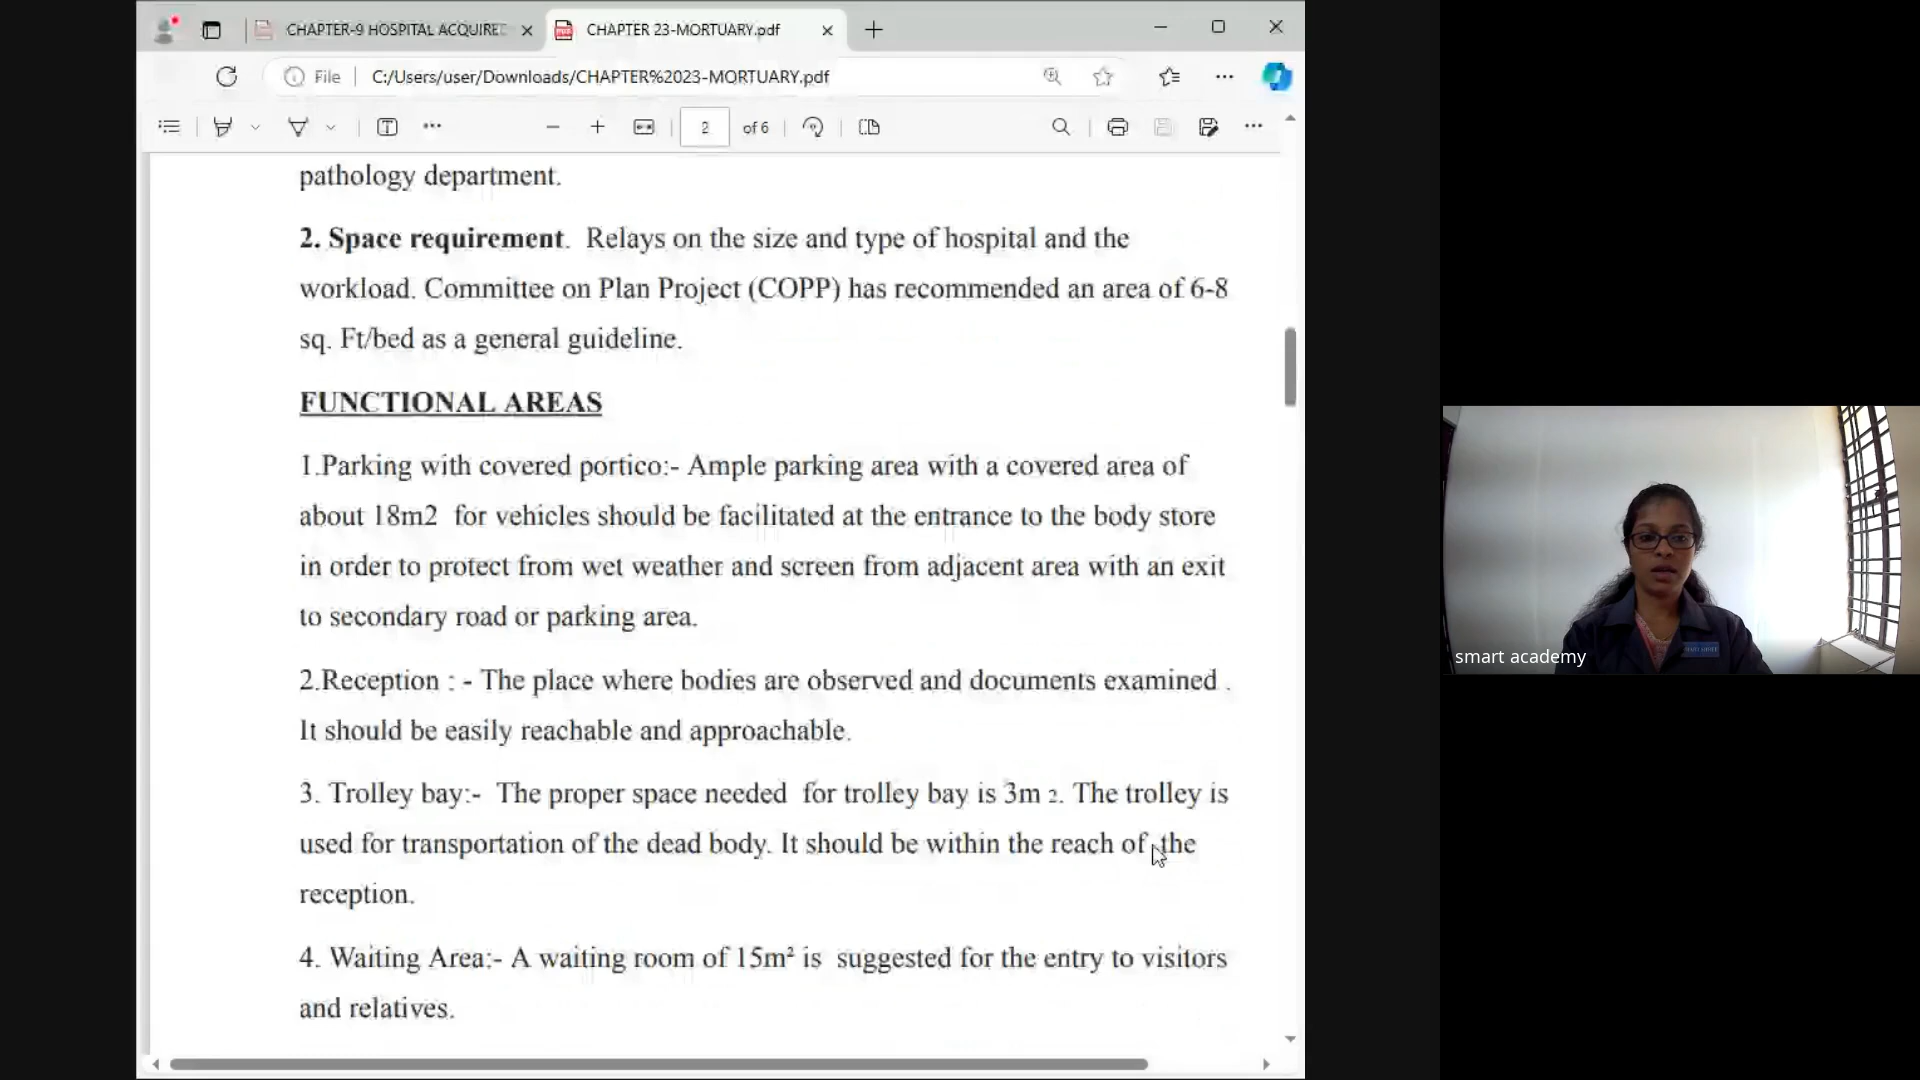 CHAPTER-9 HOSPITAL ACQUIRE
CHAPTER 23-MORTUARY.pdf
File
C:/Users/user/Downloads/CHAPTER%2023-MORTUARY.pdf
2 of 6
pathology department.
2. Space requirement. Relays on the size and type of hospital and the
workload. Committee on Plan Project (COPP) has recommended an area of 6-8
sq. Ft/bed as a general guideline.
FUNCTIONAL AREAS
1.Parking with covered portico:- Ample parking area with a covered area of
about 18m2 for vehicles should be facilitated at the entrance to the body store
in order to protect from wet weather and screen from adjacent area with an exit
to secondary road or parking area.
2.Reception : - The place where bodies are observed and documents examined .
It should be easily reachable and approachable.
3. Trolley bay:- The proper space needed for trolley bay is 3m 2. The trolley is
used for transportation of the dead body. It should be within the reach of the
reception.
4. Waiting Area:- A waiting room of 15m² is suggested for the entry to visitors
and relatives.
smart academy